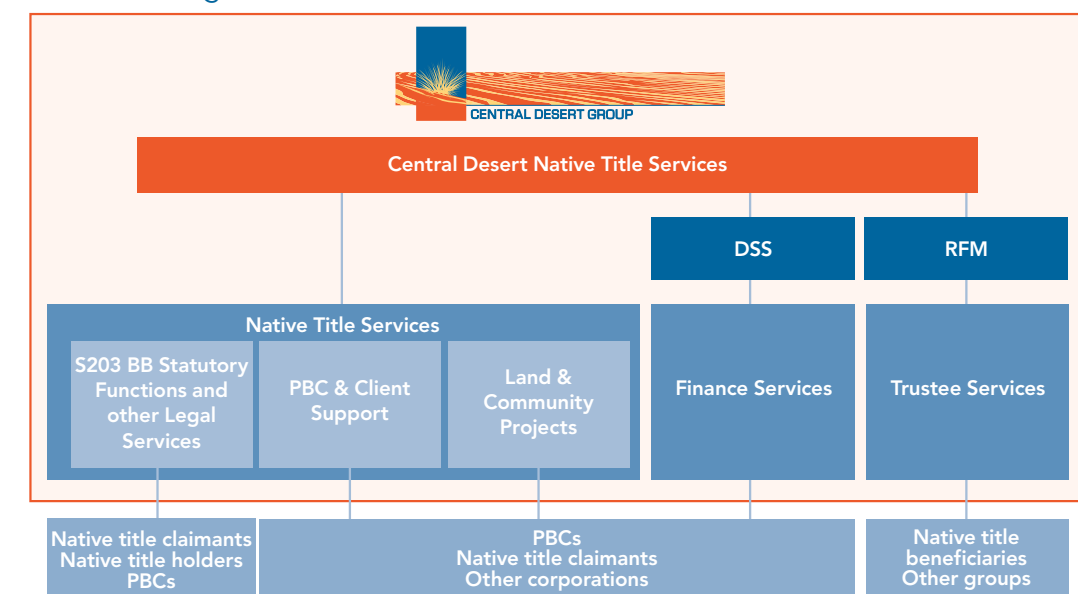 CENTRAL DESERT GROUP
Central Desert Native Title Services
DSS
RFM
Native Title Services
S203 BB Statutory
Functions and
other Legal
Services
PBC & Client
Support
Land &
Community
Projects
Finance Services
Trustee Services
Native title claimants
Native title holders
PBCs
PBCs
Native title claimants
Other corporations
Native title
beneficiaries
Other groups